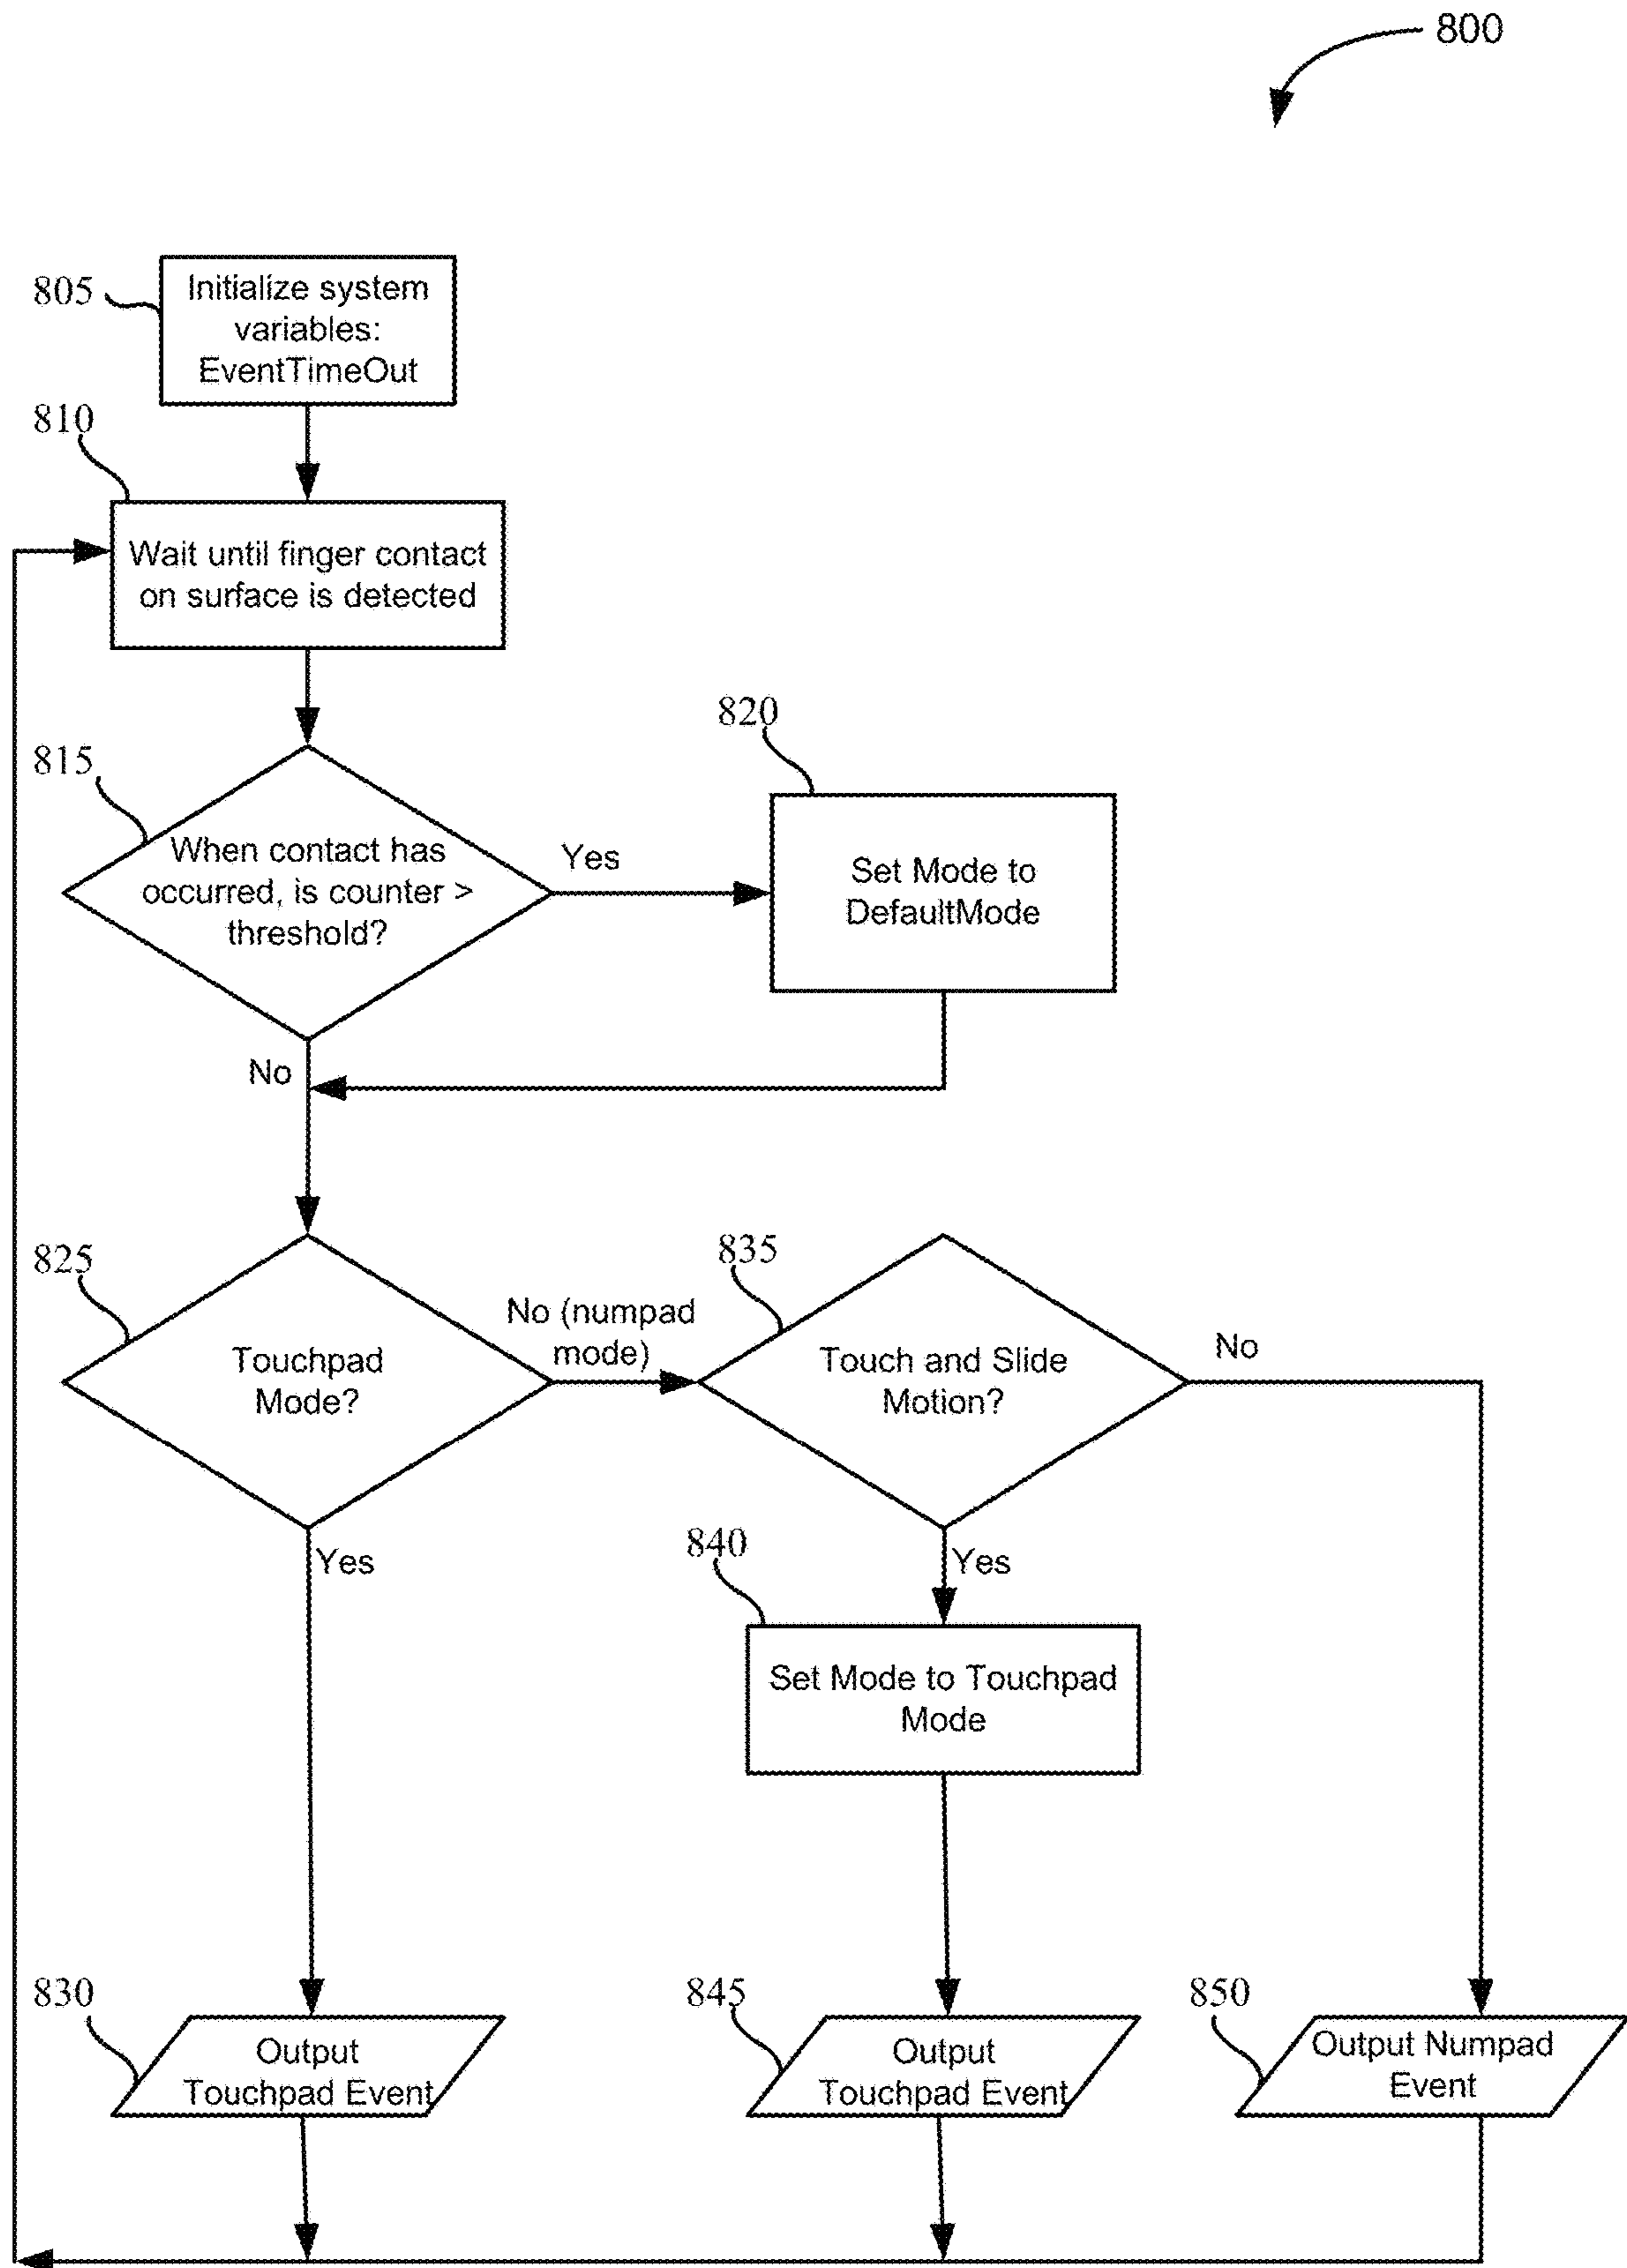 800
805
Initialize system
variables:
EventTimeOut
810
Wait until finger contact
on surface is detected
815
When contact has
occurred, is counter >
threshold?
Yes
820
Set Mode to
DefaultMode
No
825
Touchpad
Mode?
No (numpad
mode)
835
Touch and Slide
Motion?
No
Yes
840
Yes
Set Mode to Touchpad
Mode
830
Output
Touchpad Event
845
Output
Touchpad Event
850
Output Numpad
Event